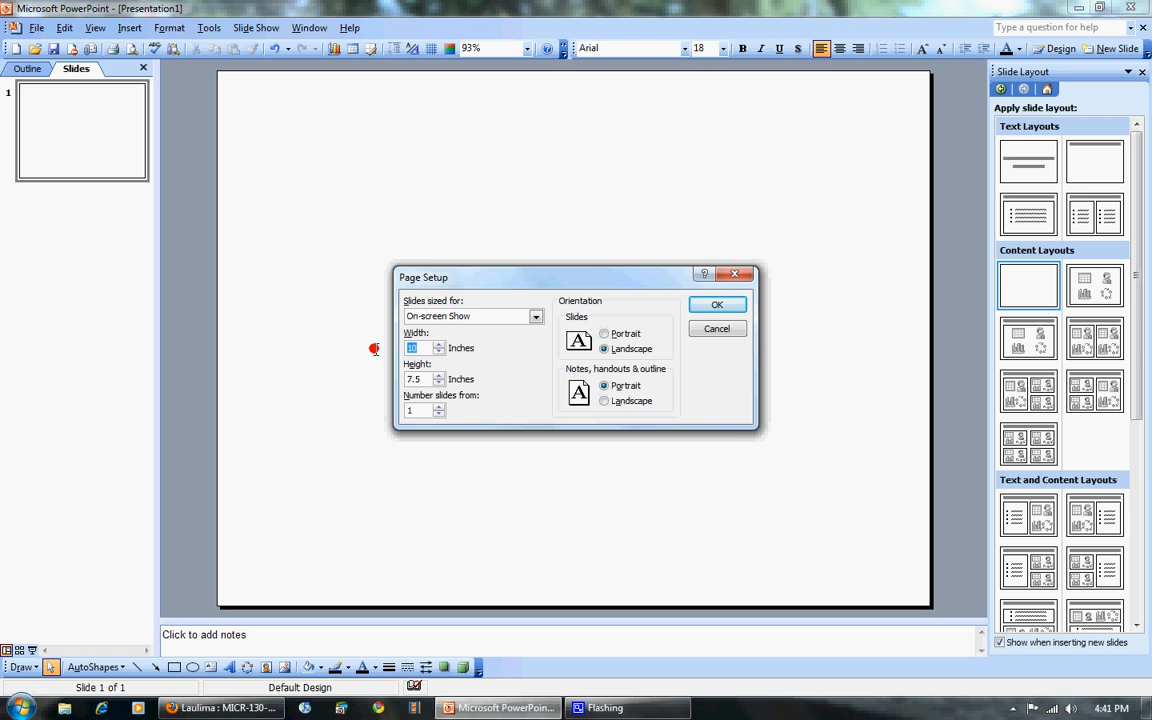 Microsoft PowerPoint - [Presentation1]
File Edit View Insert Format Tools Slide Show Window Help
Type a question for help
93%
Arial
18
B I U S
Design
New Slide
Outline Slides
1
Slide Layout
Apply slide layout:
Text Layouts
Content Layouts
Text and Content Layouts
Show when inserting new slides
Page Setup
Slides sized for:
On-screen Show
Width:
10 Inches
Height:
7.5 Inches
Number slides from:
1
Orientation
Slides
A
Portrait
Landscape
Notes, handouts & outline
A
Portrait
Landscape
OK
Cancel
Click to add notes
Draw AutoShapes
Slide 1 of 1
Default Design
Laulima : MICR-130-...
Microsoft PowerPoin...
Flashing
4:41 PM